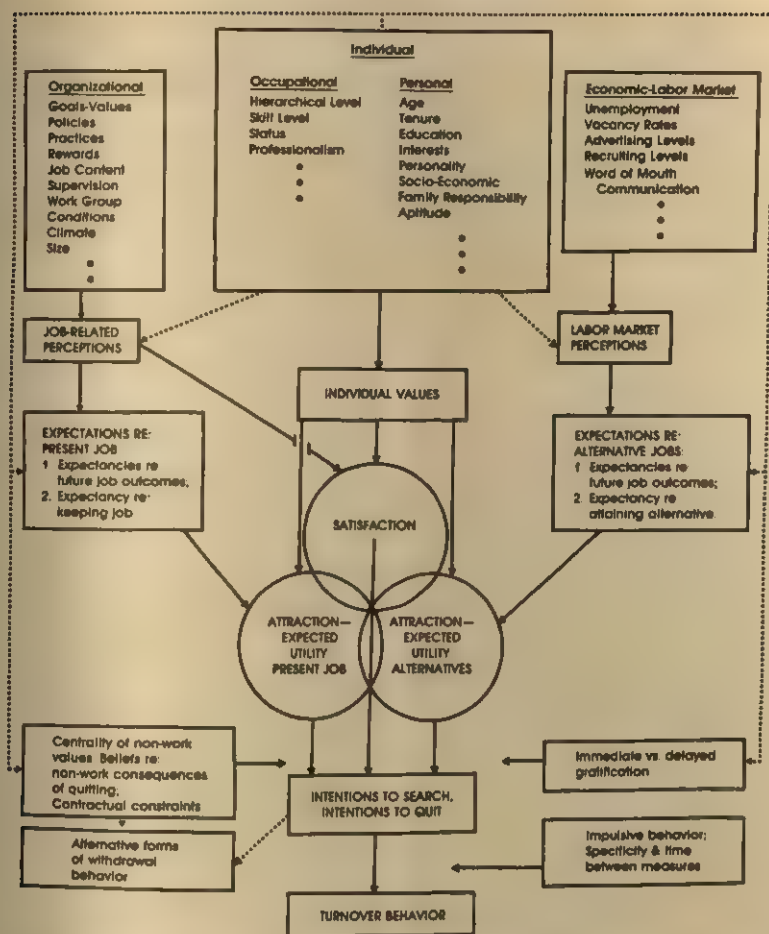 Individual
Organizational
Goals-Values
Policies
Practices
Rewards
Job Content
Supervision
Work Group
Conditions
Climate
Size
Occupational
Hierarchical Level
Skill Level
Status
Professionalism
Personal
Age
Tenure
Education
Interests
Personality
Socio-Economic
Family Responsibility
Aptitude
Economic-Labor Market
Unemployment
Vacancy Rates
Advertising Levels
Recruiting Levels
Word of Mouth
Communication
JOB-RELATED
PERCEPTIONS
LABOR MARKET
PERCEPTIONS
INDIVIDUAL VALUES
EXPECTATIONS RE:
PRESENT JOB
1 Expectancies re
future job outcomes;
2. Expectancy re
keeping job
EXPECTATIONS RE:
ALTERNATIVE JOBS:
1 Expectancies re
future job outcomes;
2 Expectancy re
attaining alternative
SATISFACTION
ATTRACTION—
EXPECTED
UTILITY
PRESENT JOB
ATTRACTION—
EXPECTED
UTILITY
ALTERNATIVES
Centrality of non-work
values Beliefs re:
non-work consequences
of quitting;
Contractual constraints
Immediate vs. delayed
gratification
INTENTIONS TO SEARCH,
INTENTIONS TO QUIT
Alternative forms
of withdrawal
behavior
Impulsive behavior;
Specificity & time
between measures
TURNOVER BEHAVIOR